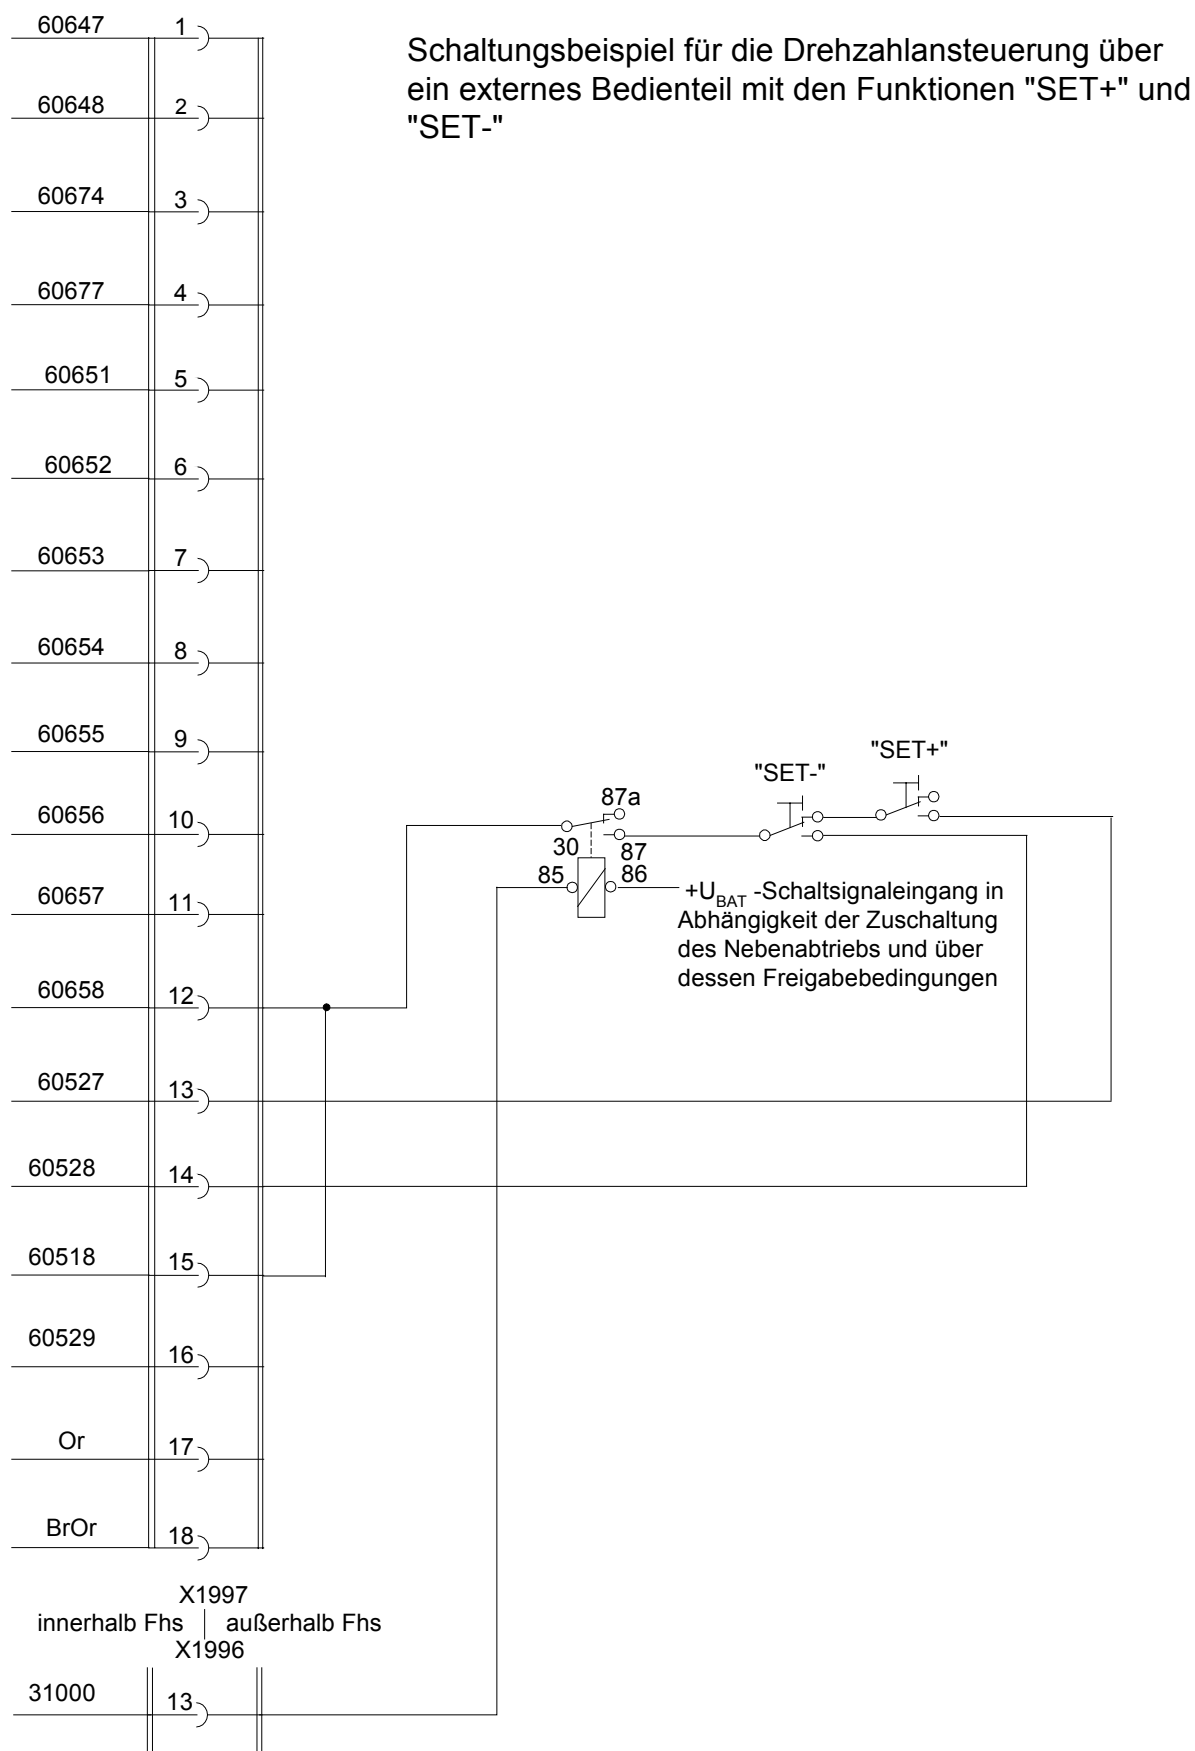 60647 1
Schaltungsbeispiel für die Drehzahlansteuerung über
ein externes Bedienteil mit den Funktionen "SET+" und
"SET-"
60648 2
60674 3
60677 4
60651 5
60652 6
60653 7
60654 8
60655 9
"SET+"
"SET-"
87a
60656 10
30 87
85 86
60657 11
+UBAT -Schaltsignaleingang in
Abhängigkeit der Zuschaltung
des Nebenabtriebs und über
dessen Freigabebedingungen
60658 12
60527 13
60528 14
60518 15
60529 16
Or 17
BrOr 18
X1997
innerhalb Fhs außerhalb Fhs
X1996
31000 13